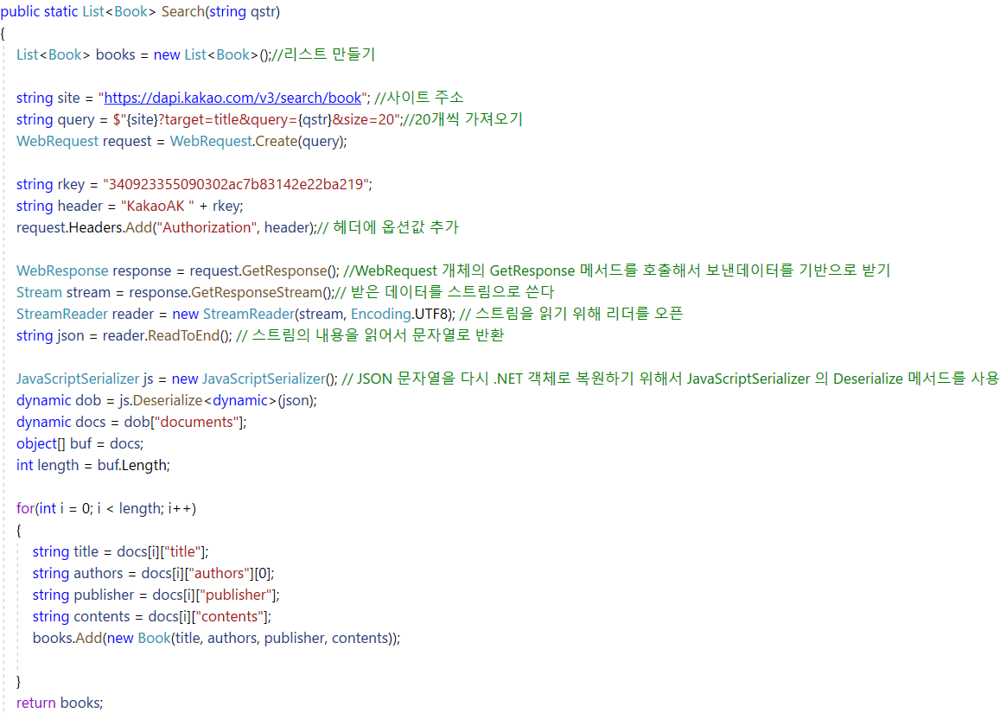 public static List<Book> Search(string qstr)
{
List<Book> books = new List<Book>();//리스트 만들기
string site = "https://dapi.kakao.com/v3/search/book"; //사이트 주소
string query = $"{site}?target=title&query={qstr}&size=20";//20개씩 가져오기
WebRequest request = WebRequest.Create(query);
string rkey = "340923355090302ac7b83142e22ba219";
string header = "KakaoAK " + rkey;
request.Headers.Add("Authorization", header);// 헤더에 옵션값 추가
WebResponse response = request.GetResponse(); //WebRequest 개체의 GetResponse 메서드를 호출해서 보낸데이터를 기반으로 받기
Stream stream = response.GetResponseStream();// 받은 데이터를 스트림으로 쓴다
StreamReader reader = new StreamReader(stream, Encoding.UTF8); // 스트림을 읽기 위해 리더를 오픈
string json = reader.ReadToEnd(); // 스트림의 내용을 읽어서 문자열로 반환
JavaScriptSerializer js = new JavaScriptSerializer(); // JSON 문자열을 다시 .NET 객체로 복원하기 위해서 JavaScriptSerializer 의 Deserialize 메서드를 사용
dynamic dob = js.Deserialize<dynamic>(json);
dynamic docs = dob["documents"];
object[] buf = docs;
int length = buf.Length;
for(int i = 0; i < length; i++)
{
string title = docs[i]["title"];
string authors = docs[i]["authors"][0];
string publisher = docs[i]["publisher"];
string contents = docs[i]["contents"];
books.Add(new Book(title, authors, publisher, contents));
}
return books;